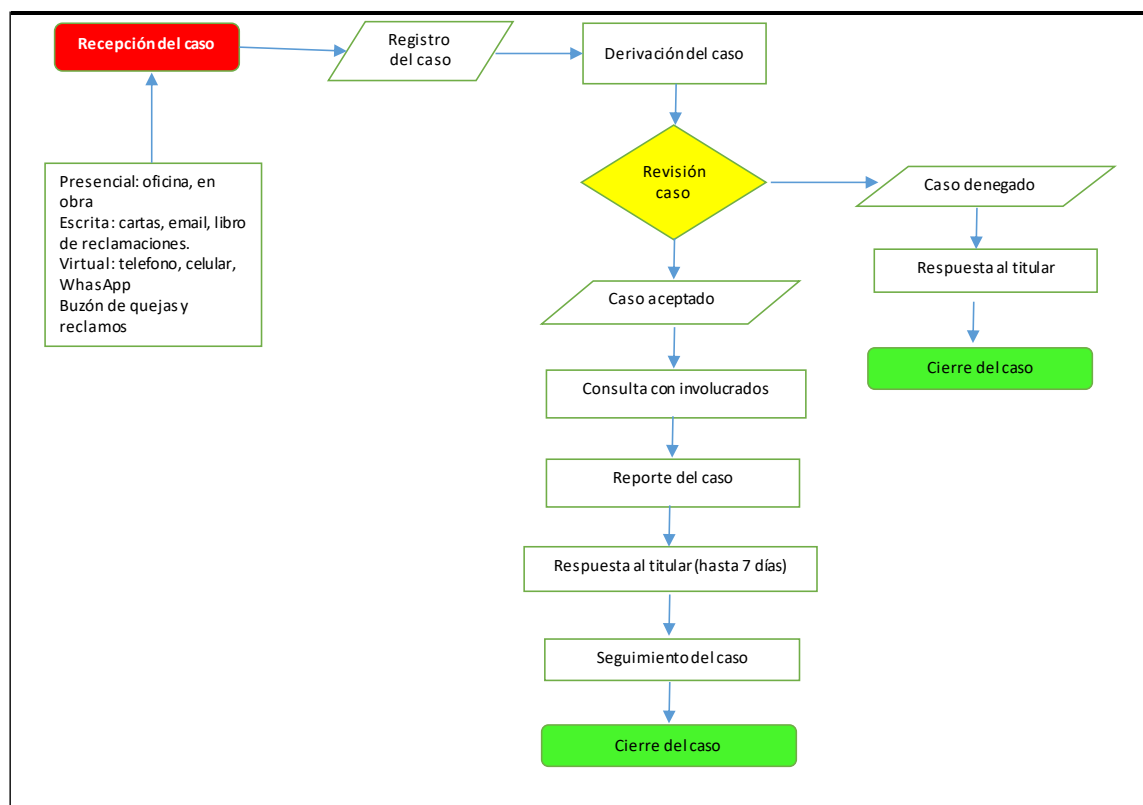 Recepción del caso
Registro
del caso
Derivación del caso
Presencial: oficina, en
obra
Escrita: cartas, email, libro
de reclamaciones.
Virtual: telefono, celular,
WhasApp
Buzón de quejas y
reclamos
Revisión
caso
Caso denegado
Respuesta al titular
Cierre del caso
Caso aceptado
Consulta con involucrados
Reporte del caso
Respuesta al titular (hasta 7 días)
Seguimiento del caso
Cierre del caso